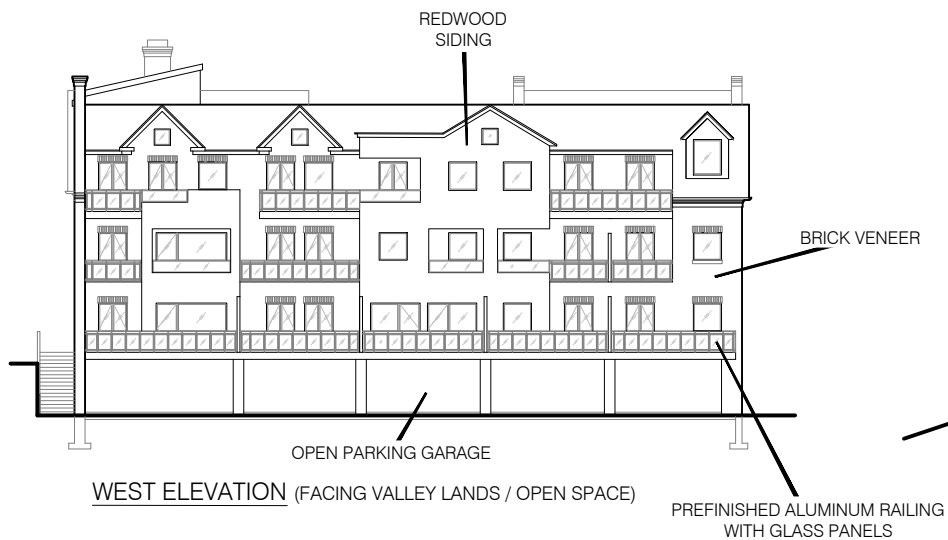 REDWOOD
SIDING
BRICK VENEER
OPEN PARKING GARAGE
WEST ELEVATION (FACING VALLEY LANDS / OPEN SPACE)
PREFINISHED ALUMINUM RAILING
WITH GLASS PANELS